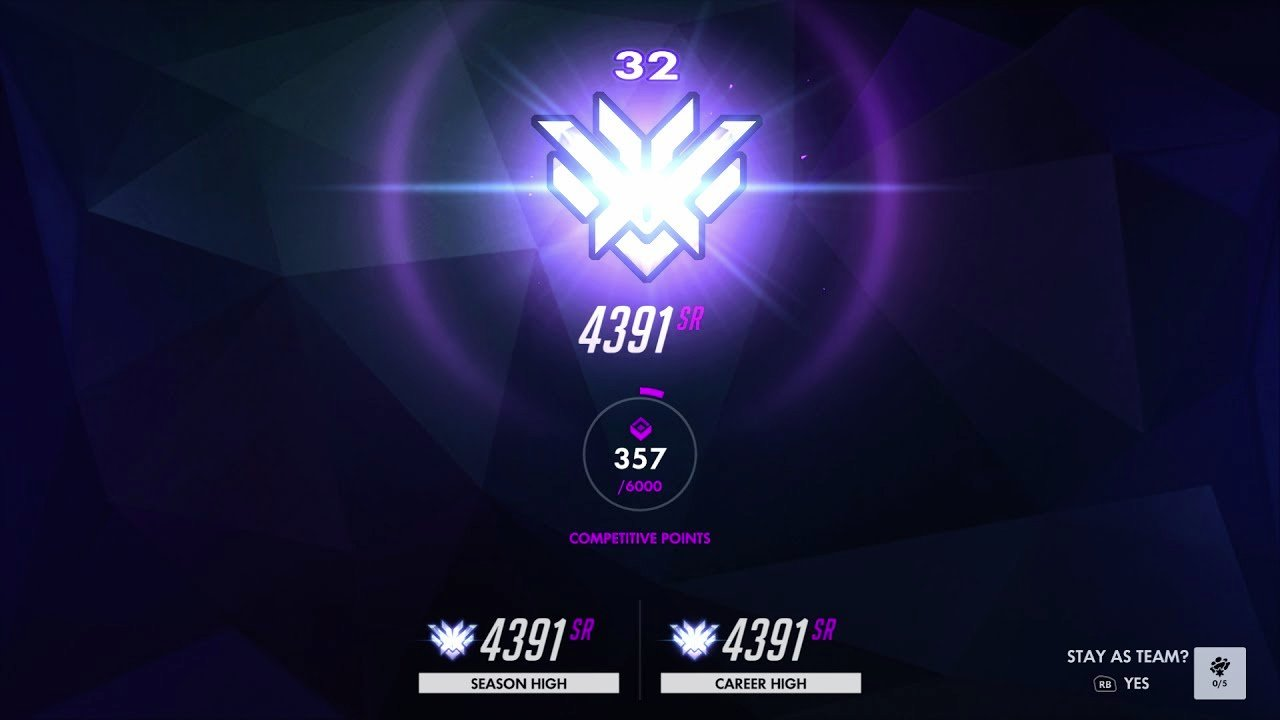 32
4391 SR
357
/6000
COMPETITIVE POINTS
4391 SR
SEASON HIGH
4391 SR
CAREER HIGH
STAY AS TEAM?
RB YES
0/5